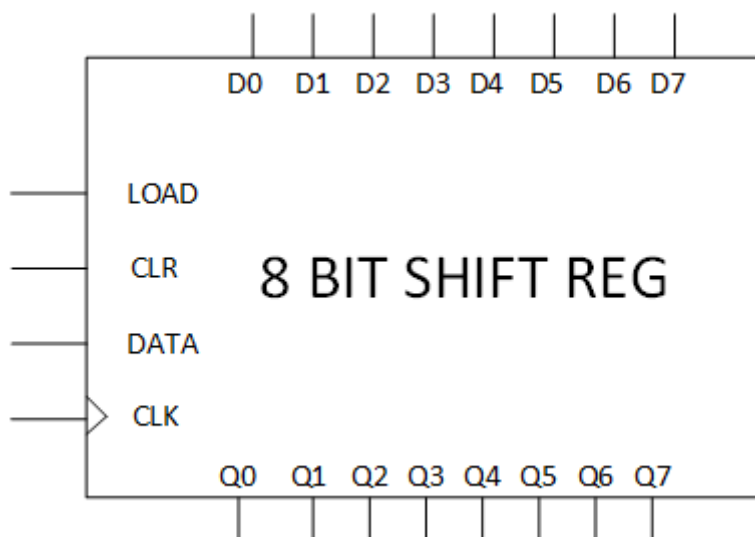 D0 D1 D2 D3 D4 D5 D6 D7
LOAD
CLR
8 BIT SHIFT REG
DATA
CLK
Q0 Q1 Q2 Q3 Q4 Q5 Q6 Q7